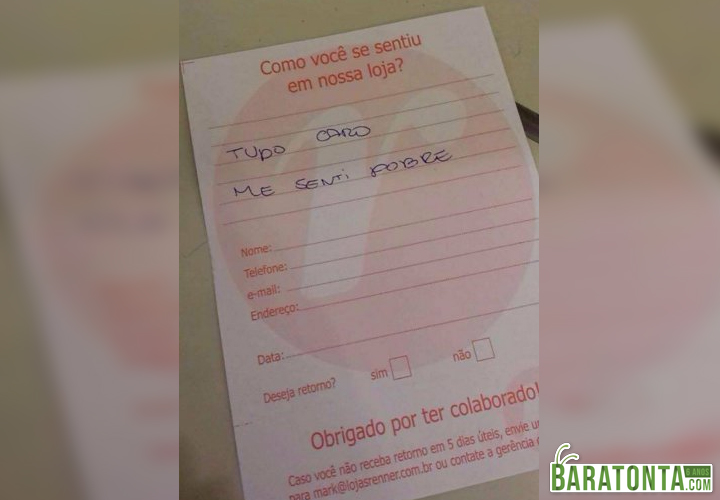 Como você se sentiu
em nossa loja?
TUDO CARO
ME SENTI POBRE
Nome:
Telefone:
e-mail:
Endereço:
Data:
Deseja retorno? sim não
Obrigado por ter colaborado!
Caso você não receba retorno em 5 dias úteis, envie
para mark@lojasrenner.com.br ou contate a gerência
BARATONTA.COM
6 ANOS